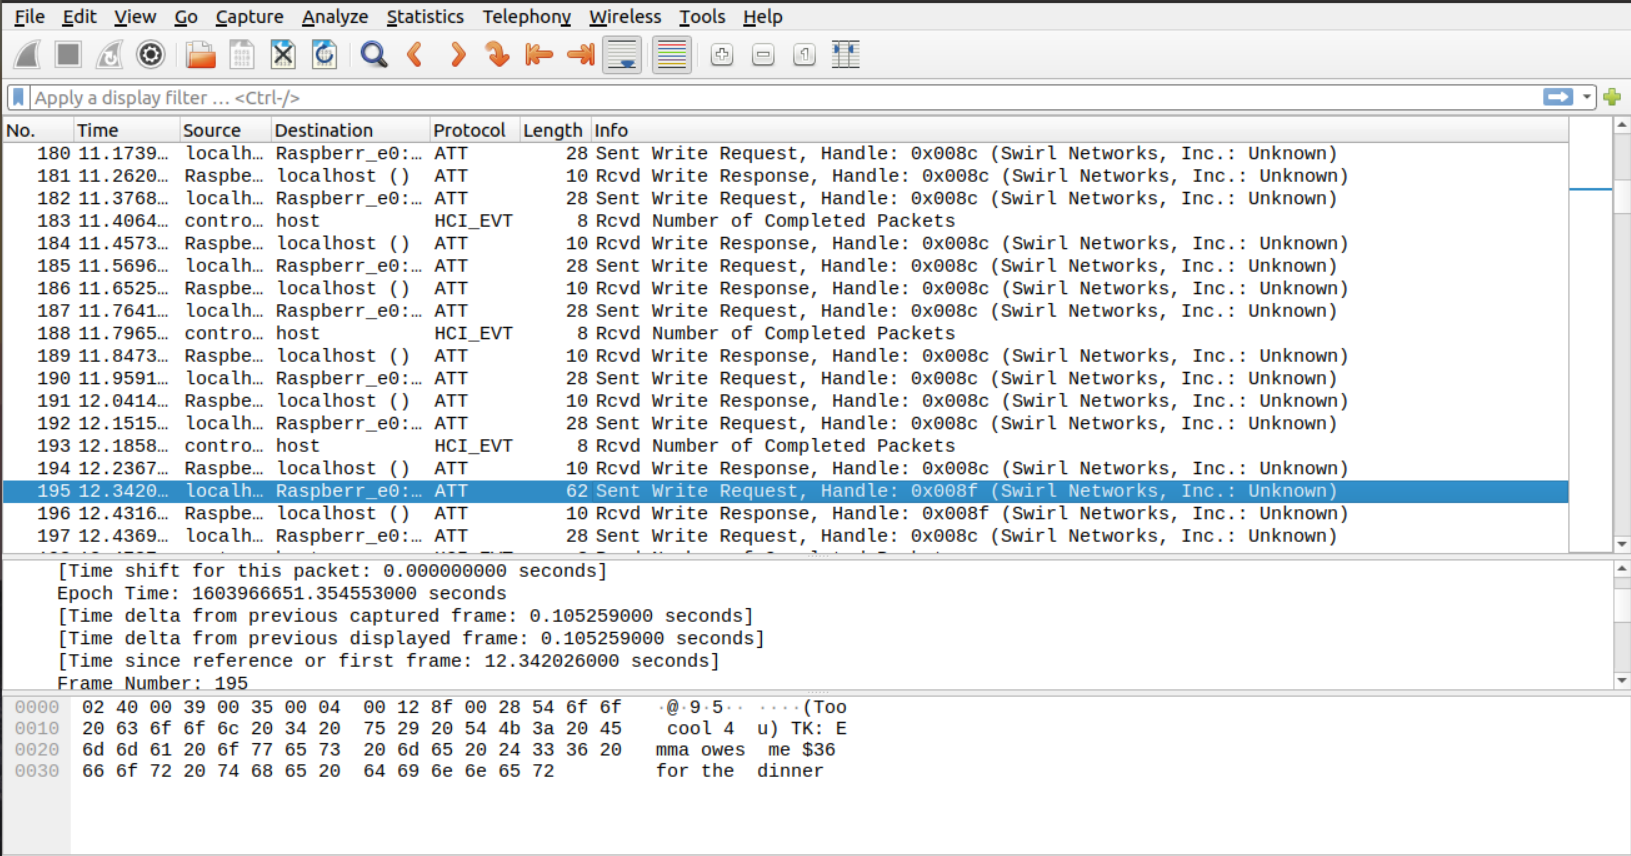 File Edit View Go Capture Analyze Statistics Telephony Wireless Tools Help
Apply a display filter … <Ctrl-/>
No. Time Source Destination Protocol Length Info
180 11.1739… localh… Raspberr_e0:… ATT 28 Sent Write Request, Handle: 0x008c (Swirl Networks, Inc.: Unknown)
181 11.2620… Raspbe… localhost () ATT 10 Rcvd Write Response, Handle: 0x008c (Swirl Networks, Inc.: Unknown)
182 11.3768… localh… Raspberr_e0:… ATT 28 Sent Write Request, Handle: 0x008c (Swirl Networks, Inc.: Unknown)
183 11.4064… contro… host HCI_EVT 8 Rcvd Number of Completed Packets
184 11.4573… Raspbe… localhost () ATT 10 Rcvd Write Response, Handle: 0x008c (Swirl Networks, Inc.: Unknown)
185 11.5696… localh… Raspberr_e0:… ATT 28 Sent Write Request, Handle: 0x008c (Swirl Networks, Inc.: Unknown)
186 11.6525… Raspbe… localhost () ATT 10 Rcvd Write Response, Handle: 0x008c (Swirl Networks, Inc.: Unknown)
187 11.7641… localh… Raspberr_e0:… ATT 28 Sent Write Request, Handle: 0x008c (Swirl Networks, Inc.: Unknown)
188 11.7965… contro… host HCI_EVT 8 Rcvd Number of Completed Packets
189 11.8473… Raspbe… localhost () ATT 10 Rcvd Write Response, Handle: 0x008c (Swirl Networks, Inc.: Unknown)
190 11.9591… localh… Raspberr_e0:… ATT 28 Sent Write Request, Handle: 0x008c (Swirl Networks, Inc.: Unknown)
191 12.0414… Raspbe… localhost () ATT 10 Rcvd Write Response, Handle: 0x008c (Swirl Networks, Inc.: Unknown)
192 12.1515… localh… Raspberr_e0:… ATT 28 Sent Write Request, Handle: 0x008c (Swirl Networks, Inc.: Unknown)
193 12.1858… contro… host HCI_EVT 8 Rcvd Number of Completed Packets
194 12.2367… Raspbe… localhost () ATT 10 Rcvd Write Response, Handle: 0x008c (Swirl Networks, Inc.: Unknown)
195 12.3420… localh… Raspberr_e0:… ATT 62 Sent Write Request, Handle: 0x008f (Swirl Networks, Inc.: Unknown)
196 12.4316… Raspbe… localhost () ATT 10 Rcvd Write Response, Handle: 0x008f (Swirl Networks, Inc.: Unknown)
197 12.4369… localh… Raspberr_e0:… ATT 28 Sent Write Request, Handle: 0x008c (Swirl Networks, Inc.: Unknown)
[Time shift for this packet: 0.000000000 seconds]
Epoch Time: 1603966651.354553000 seconds
[Time delta from previous captured frame: 0.105259000 seconds]
[Time delta from previous displayed frame: 0.105259000 seconds]
[Time since reference or first frame: 12.342026000 seconds]
Frame Number: 195
0000 02 40 00 39 00 35 00 04 00 12 8f 00 28 54 6f 6f ·@·9·5·· ····(Too
0010 20 63 6f 6f 6c 20 34 20 75 29 20 54 4b 3a 20 45 cool 4 u) TK: E
0020 6d 6d 61 20 6f 77 65 73 20 6d 65 20 24 33 36 20 mma owes me $36
0030 66 6f 72 20 74 68 65 20 64 69 6e 6e 65 72 for the dinner